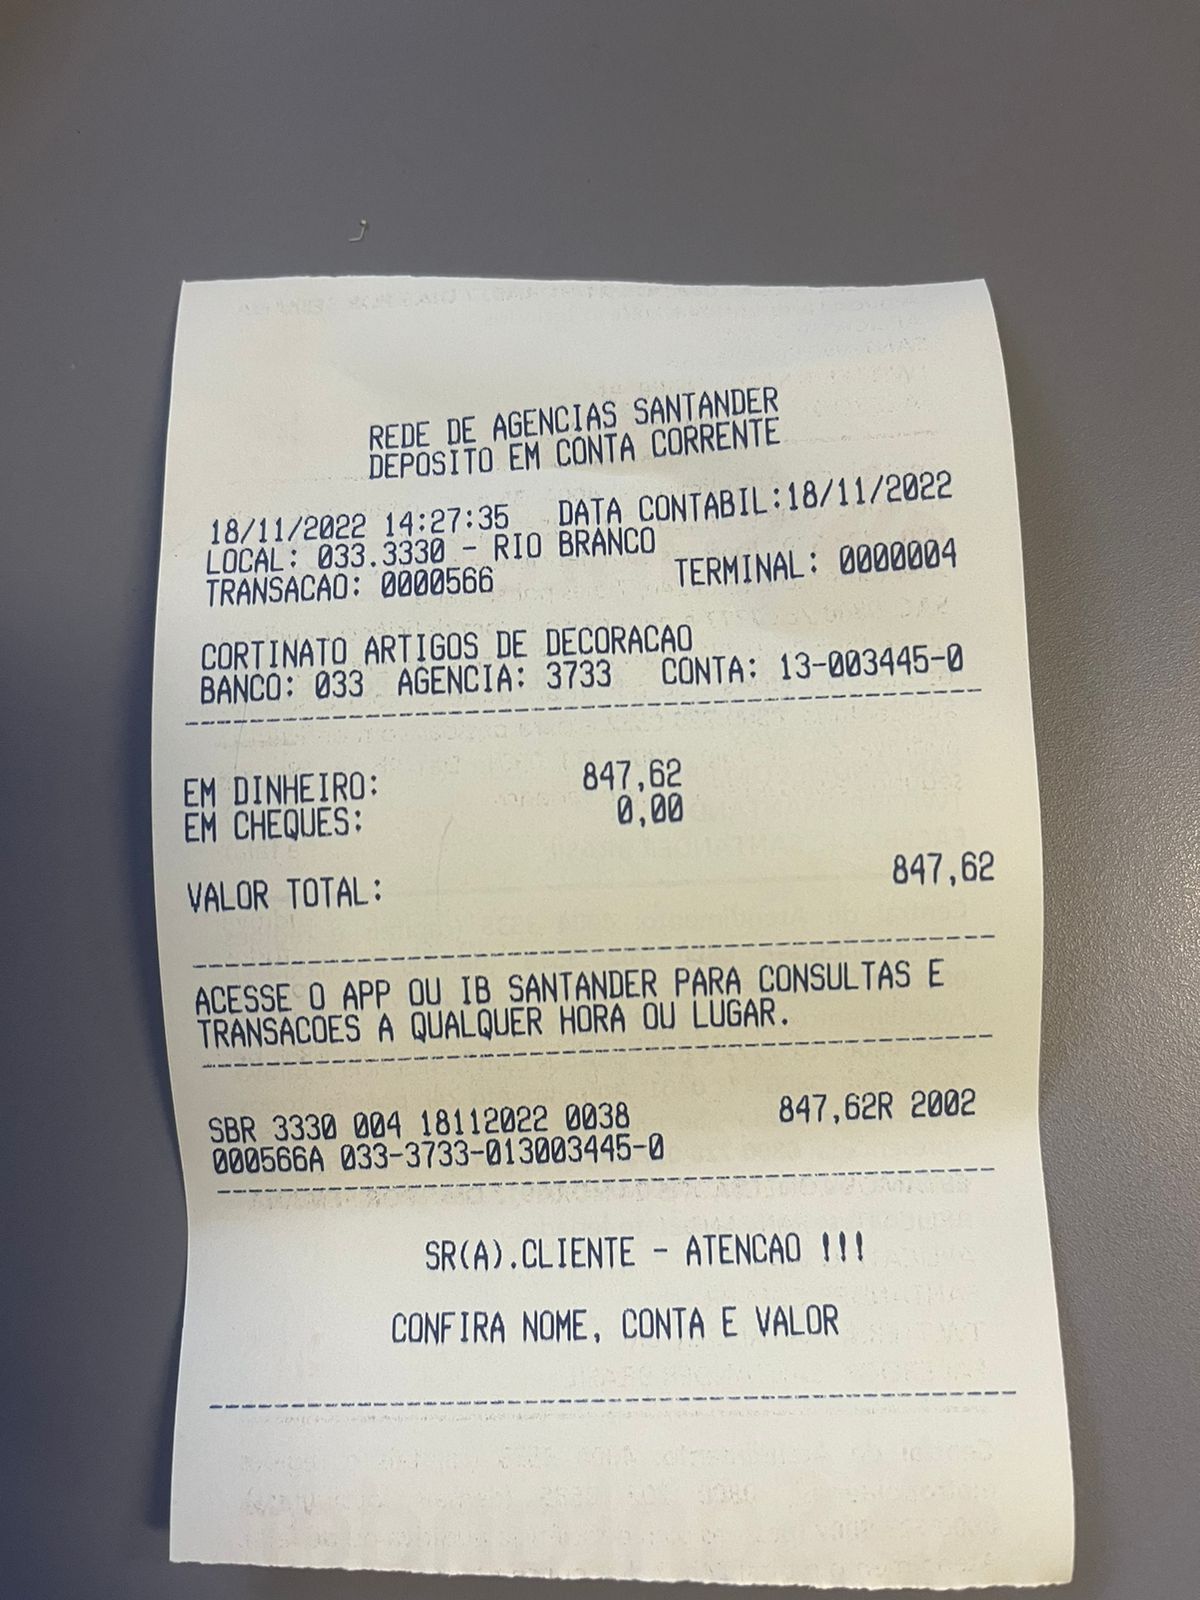 REDE DE AGENCIAS SANTANDER
DEPOSITO EM CONTA CORRENTE
18/11/2022 14:27:35 DATA CONTABIL:18/11/2022
LOCAL: 033.3330 - RIO BRANCO
TRANSACAO: 0000566 TERMINAL: 0000004
CORTINATO ARTIGOS DE DECORACAO
BANCO: 033 AGENCIA: 3733 CONTA: 13-003445-0
EM DINHEIRO: 847,62
EM CHEQUES: 0,00
VALOR TOTAL: 847,62
ACESSE O APP OU IB SANTANDER PARA CONSULTAS E
TRANSACOES A QUALQUER HORA OU LUGAR.
SBR 3330 004 18112022 0038 847,62R 2002
000566A 033-3733-013003445-0
SR(A).CLIENTE - ATENCAO !!!
CONFIRA NOME, CONTA E VALOR